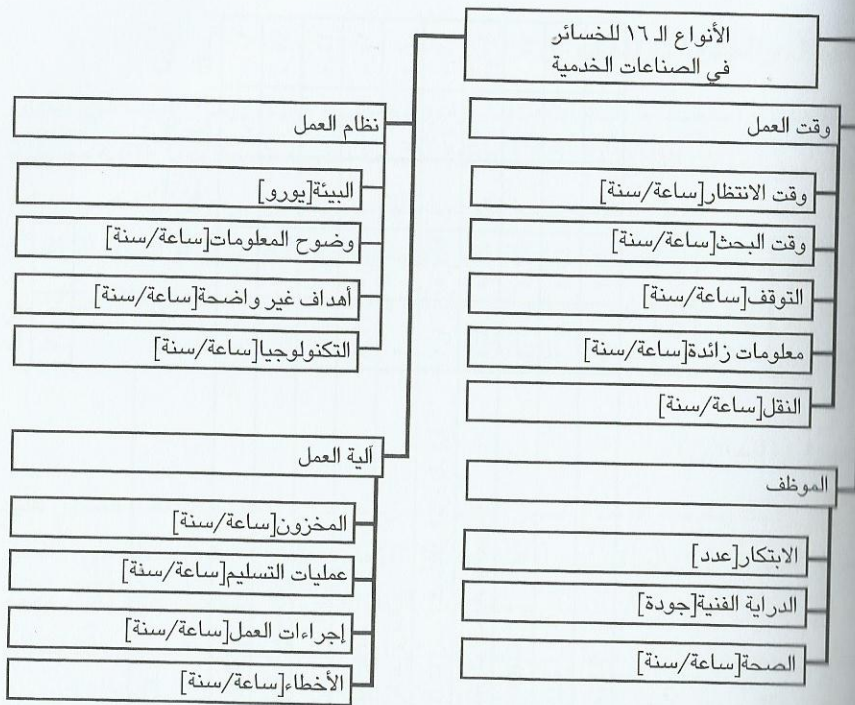 الأنواع الـ ١٦ للخسائر
في الصناعات الخدمية
وقت العمل
وقت الانتظار[ساعة/سنة]
وقت البحث[ساعة/سنة]
التوقف[ساعة/سنة]
معلومات زائدة[ساعة/سنة]
النقل[ساعة/سنة]
الموظف
الابتكار[عدد]
الدراية الفنية[جودة]
الصحة[ساعة/سنة]
نظام العمل
البيئة[يورو]
وضوح المعلومات[ساعة/سنة]
أهداف غير واضحة[ساعة/سنة]
التكنولوجيا[ساعة/سنة]
آلية العمل
المخزون[ساعة/سنة]
عمليات التسليم[ساعة/سنة]
إجراءات العمل[ساعة/سنة]
الأخطاء[ساعة/سنة]